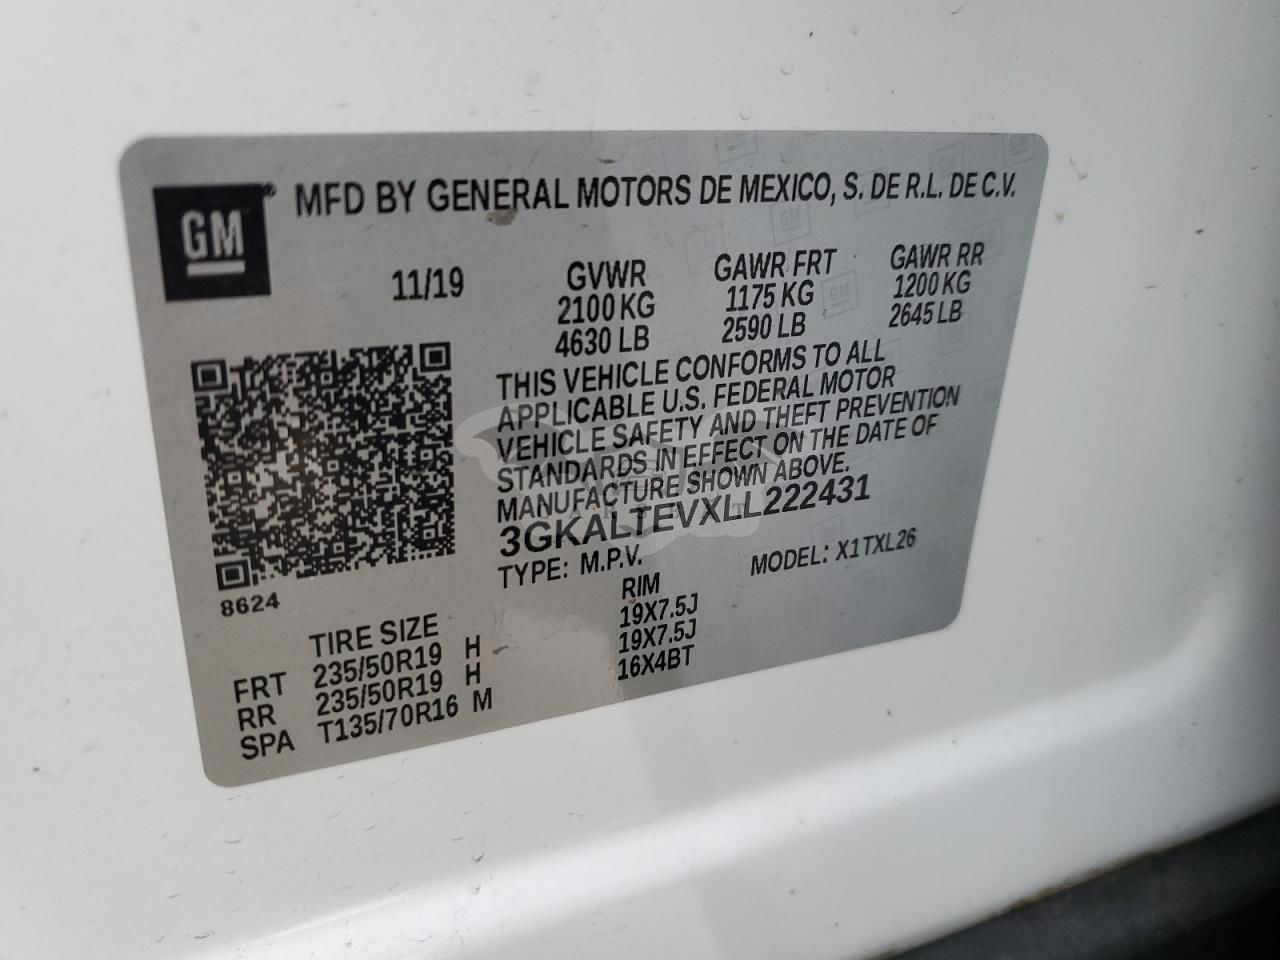 GM® MFD BY GENERAL MOTORS DE MEXICO, S. DE R.L. DE C.V.
11/19
GVWR GAWR FRT GAWR RR
2100 KG 1175 KG 1200 KG
4630 LB 2590 LB 2645 LB
THIS VEHICLE CONFORMS TO ALL
APPLICABLE U.S. FEDERAL MOTOR
VEHICLE SAFETY AND THEFT PREVENTION
STANDARDS IN EFFECT ON THE DATE OF
MANUFACTURE SHOWN ABOVE.
3GKALTEVXLL222431
TYPE: M.P.V. MODEL: X1TXL26
8624
TIRE SIZE RIM
FRT 235/50R19 H 19X7.5J
RR 235/50R19 H 19X7.5J
SPA T135/70R16 M 16X4BT